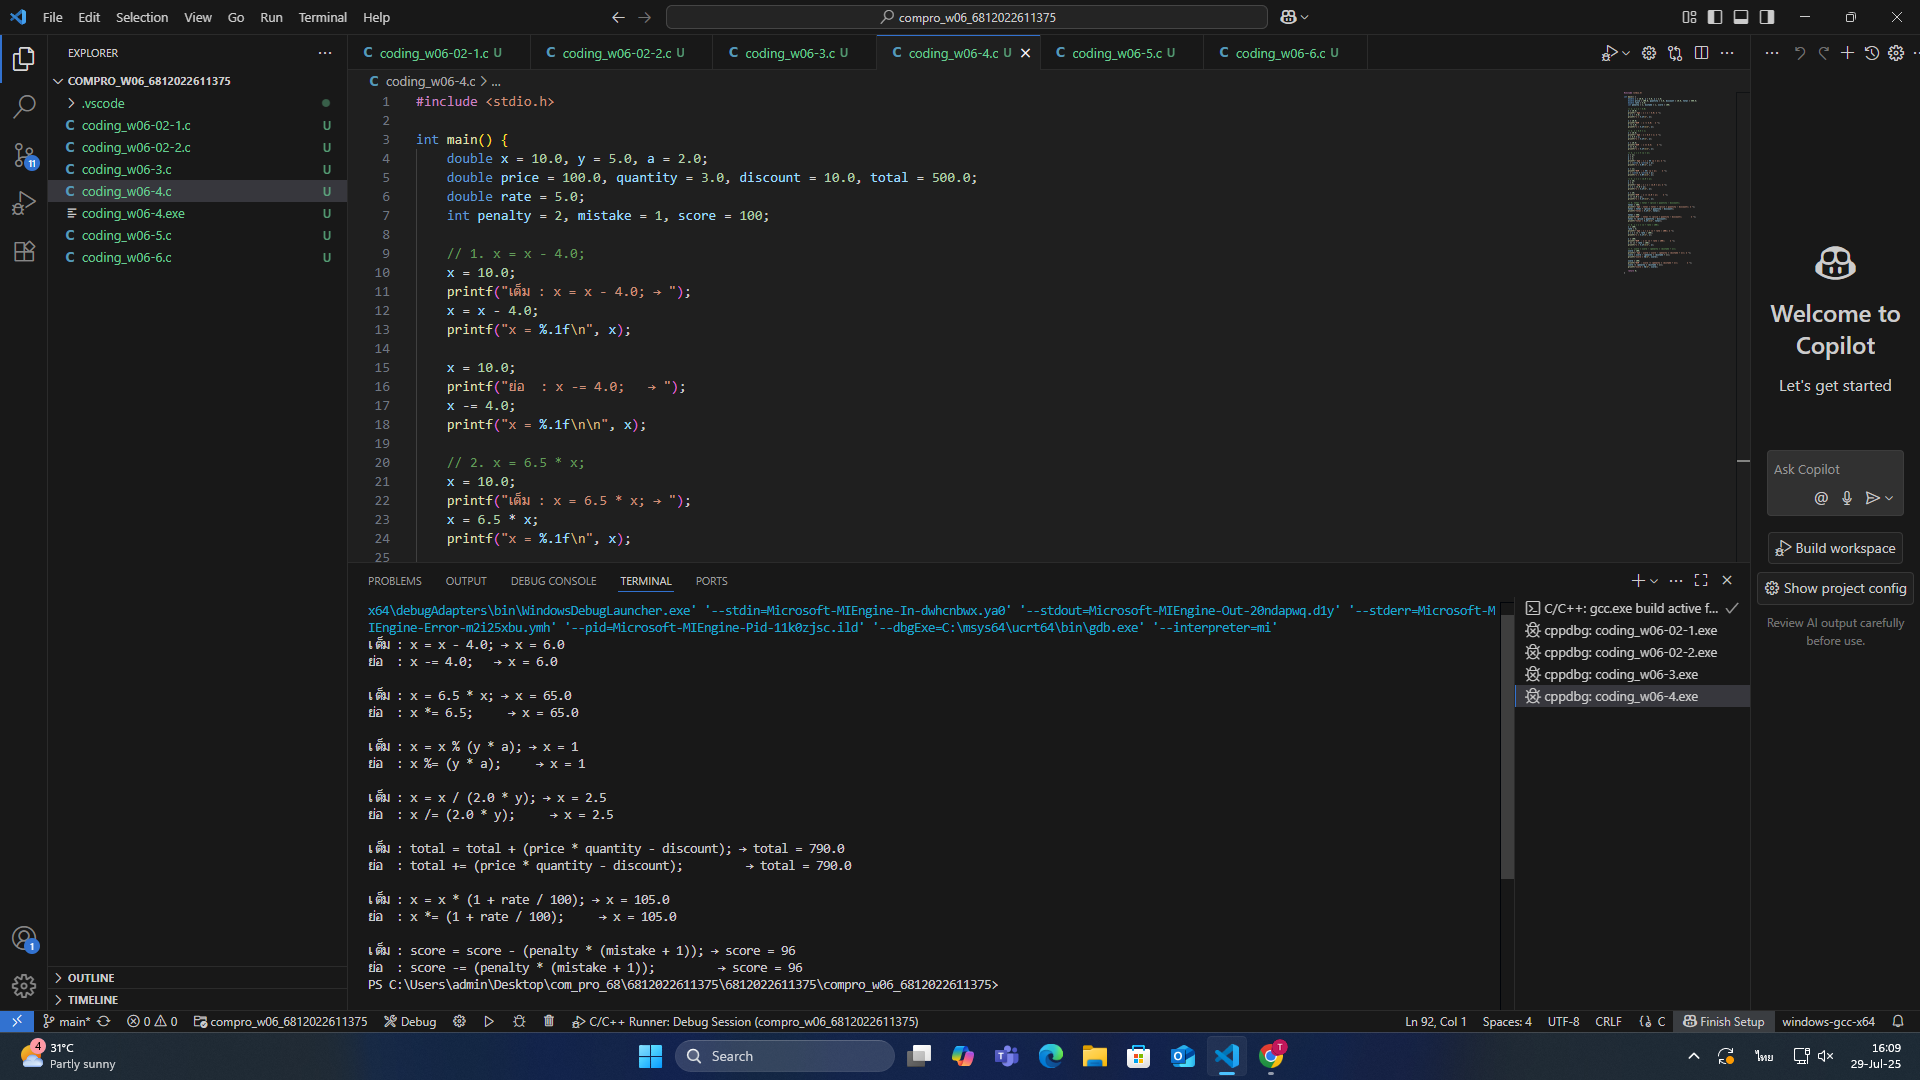 File Edit Selection View Go Run Terminal Help
compro_w06_6812022611375
EXPLORER
COMPRO_W06_6812022611375
.vscode
C coding_w06-02-1.c U
C coding_w06-02-2.c U
C coding_w06-3.c U
C coding_w06-4.c U
coding_w06-4.exe U
C coding_w06-5.c U
C coding_w06-6.c U
11
1
OUTLINE
TIMELINE
C coding_w06-02-1.c U C coding_w06-02-2.c U C coding_w06-3.c U C coding_w06-4.c U C coding_w06-5.c U C coding_w06-6.c U
C coding_w06-4.c > ...
1 #include <stdio.h>
2
3 int main() {
4 double x = 10.0, y = 5.0, a = 2.0;
5 double price = 100.0, quantity = 3.0, discount = 10.0, total = 500.0;
6 double rate = 5.0;
7 int penalty = 2, mistake = 1, score = 100;
8
9 // 1. x = x - 4.0;
10 x = 10.0;
11 printf("เต็ม : x = x - 4.0; → ");
12 x = x - 4.0;
13 printf("x = %.1f\n", x);
14
15 x = 10.0;
16 printf("ย่อ  : x -= 4.0;   → ");
17 x -= 4.0;
18 printf("x = %.1f\n\n", x);
19
20 // 2. x = 6.5 * x;
21 x = 10.0;
22 printf("เต็ม : x = 6.5 * x; → ");
23 x = 6.5 * x;
24 printf("x = %.1f\n", x);
25
PROBLEMS OUTPUT DEBUG CONSOLE TERMINAL PORTS
x64\debugAdapters\bin\WindowsDebugLauncher.exe' '--stdin=Microsoft-MIEngine-In-dwhcnbwx.ya0' '--stdout=Microsoft-MIEngine-Out-20ndapwq.d1y' '--stderr=Microsoft-M
IEngine-Error-m2i25xbu.ymh' '--pid=Microsoft-MIEngine-Pid-11k0zjsc.ild' '--dbgExe=C:\msys64\ucrt64\bin\gdb.exe' '--interpreter=mi'
เต็ม : x = x - 4.0; → x = 6.0
ย่อ  : x -= 4.0;   → x = 6.0
เต็ม : x = 6.5 * x; → x = 65.0
ย่อ  : x *= 6.5;     → x = 65.0
เต็ม : x = x % (y * a); → x = 1
ย่อ  : x %= (y * a);     → x = 1
เต็ม : x = x / (2.0 * y); → x = 2.5
ย่อ  : x /= (2.0 * y);     → x = 2.5
เต็ม : total = total + (price * quantity - discount); → total = 790.0
ย่อ  : total += (price * quantity - discount);         → total = 790.0
เต็ม : x = x * (1 + rate / 100); → x = 105.0
ย่อ  : x *= (1 + rate / 100);     → x = 105.0
เต็ม : score = score - (penalty * (mistake + 1)); → score = 96
ย่อ  : score -= (penalty * (mistake + 1));         → score = 96
PS C:\Users\admin\Desktop\com_pro_68\6812022611375\6812022611375\compro_w06_6812022611375>
C/C++: gcc.exe build active f...
cppdbg: coding_w06-02-1.exe
cppdbg: coding_w06-02-2.exe
cppdbg: coding_w06-3.exe
cppdbg: coding_w06-4.exe
Welcome to
Copilot
Let's get started
Ask Copilot
@
Build workspace
Show project config
Review AI output carefully
before use.
main* 0 0 compro_w06_6812022611375 Debug C/C++ Runner: Debug Session (compro_w06_6812022611375)
Ln 92, Col 1 Spaces: 4 UTF-8 CRLF {} C Finish Setup windows-gcc-x64
4
31°C
Partly sunny
Search
T
ไทย
16:09
29-Jul-25